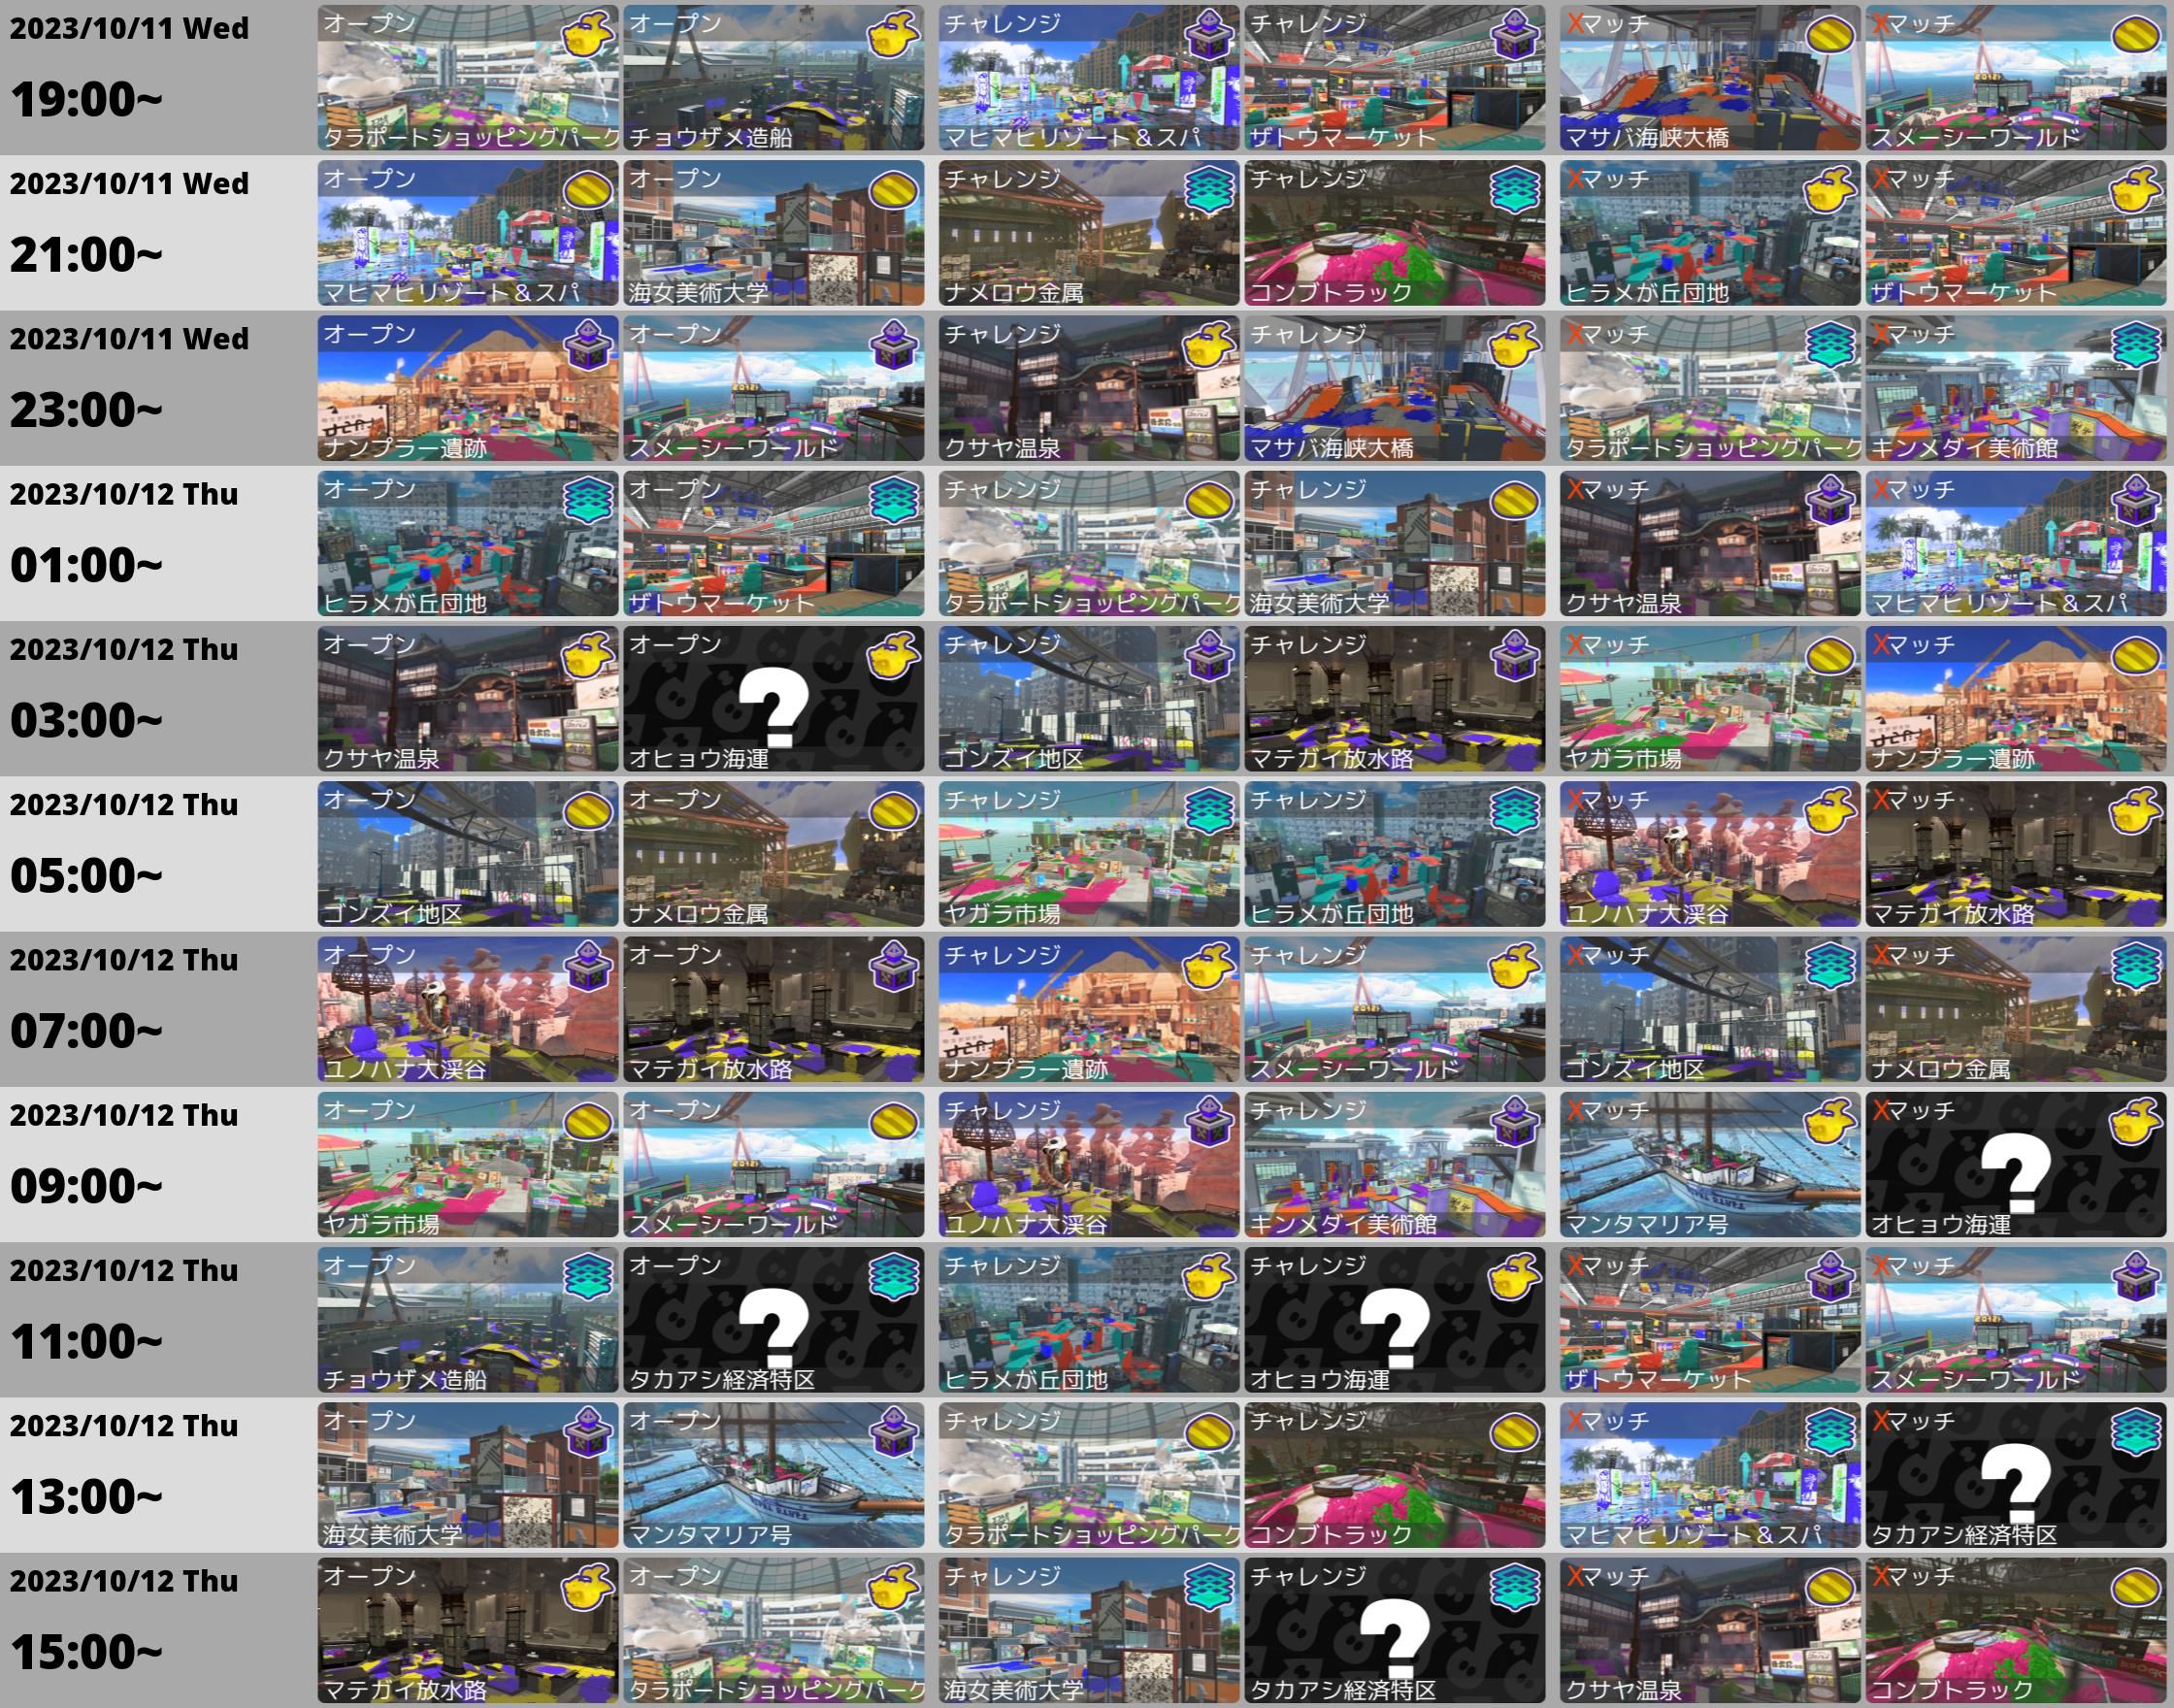 2023/10/11 Wed
19:00~
オープン
タラポートショッピングパーク
オープン
チョウザメ造船
チャレンジ
マヒマヒリゾート&スパ
チャレンジ
ザトウマーケット
Xマッチ
マサバ海峡大橋
Xマッチ
スメーシーワールド
2023/10/11 Wed
21:00~
オープン
マヒマヒリゾート&スパ
オープン
海女美術大学
チャレンジ
ナメロウ金属
チャレンジ
コンブトラック
Xマッチ
ヒラメが丘団地
Xマッチ
ザトウマーケット
2023/10/11 Wed
23:00~
オープン
ナンプラー遺跡
オープン
スメーシーワールド
チャレンジ
クサヤ温泉
チャレンジ
マサバ海峡大橋
Xマッチ
タラポートショッピングパーク
Xマッチ
キンメダイ美術館
2023/10/12 Thu
01:00~
オープン
ヒラメが丘団地
オープン
ザトウマーケット
チャレンジ
タラポートショッピングパーク
チャレンジ
海女美術大学
Xマッチ
クサヤ温泉
Xマッチ
マヒマヒリゾート&スパ
2023/10/12 Thu
03:00~
オープン
クサヤ温泉
オープン
?
オヒョウ海運
チャレンジ
ゴンズイ地区
チャレンジ
マテガイ放水路
Xマッチ
ヤガラ市場
Xマッチ
ナンプラー遺跡
2023/10/12 Thu
05:00~
オープン
ゴンズイ地区
オープン
ナメロウ金属
チャレンジ
ヤガラ市場
チャレンジ
ヒラメが丘団地
Xマッチ
ユノハナ大渓谷
Xマッチ
マテガイ放水路
2023/10/12 Thu
07:00~
オープン
ユノハナ大渓谷
オープン
マテガイ放水路
チャレンジ
ナンプラー遺跡
チャレンジ
スメーシーワールド
Xマッチ
ゴンズイ地区
Xマッチ
ナメロウ金属
2023/10/12 Thu
09:00~
オープン
ヤガラ市場
オープン
スメーシーワールド
チャレンジ
ユノハナ大渓谷
チャレンジ
キンメダイ美術館
Xマッチ
マンタマリア号
Xマッチ
?
オヒョウ海運
2023/10/12 Thu
11:00~
オープン
チョウザメ造船
オープン
?
タカアシ経済特区
チャレンジ
ヒラメが丘団地
チャレンジ
?
オヒョウ海運
Xマッチ
ザトウマーケット
Xマッチ
スメーシーワールド
2023/10/12 Thu
13:00~
オープン
海女美術大学
オープン
マンタマリア号
チャレンジ
タラポートショッピングパーク
チャレンジ
コンブトラック
Xマッチ
マヒマヒリゾート&スパ
Xマッチ
?
タカアシ経済特区
2023/10/12 Thu
15:00~
オープン
マテガイ放水路
オープン
タラポートショッピングパーク
チャレンジ
海女美術大学
チャレンジ
?
タカアシ経済特区
Xマッチ
クサヤ温泉
Xマッチ
コンブトラック